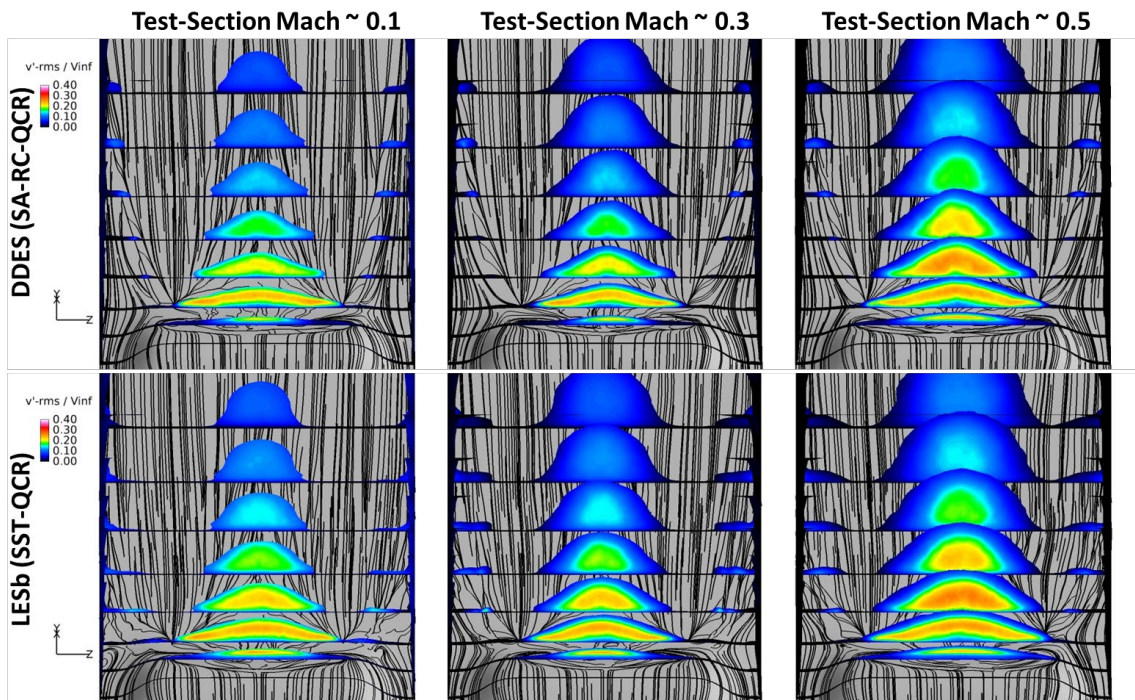 Test-Section Mach ~ 0.1
Test-Section Mach ~ 0.3
Test-Section Mach ~ 0.5
DDES (SA-RC-QCR)
v'-rms / Vinf
0.40
0.30
0.20
0.10
0.00
Y
X
Z
LESb (SST-QCR)
v'-rms / Vinf
0.40
0.30
0.20
0.10
0.00
Y
X
Z